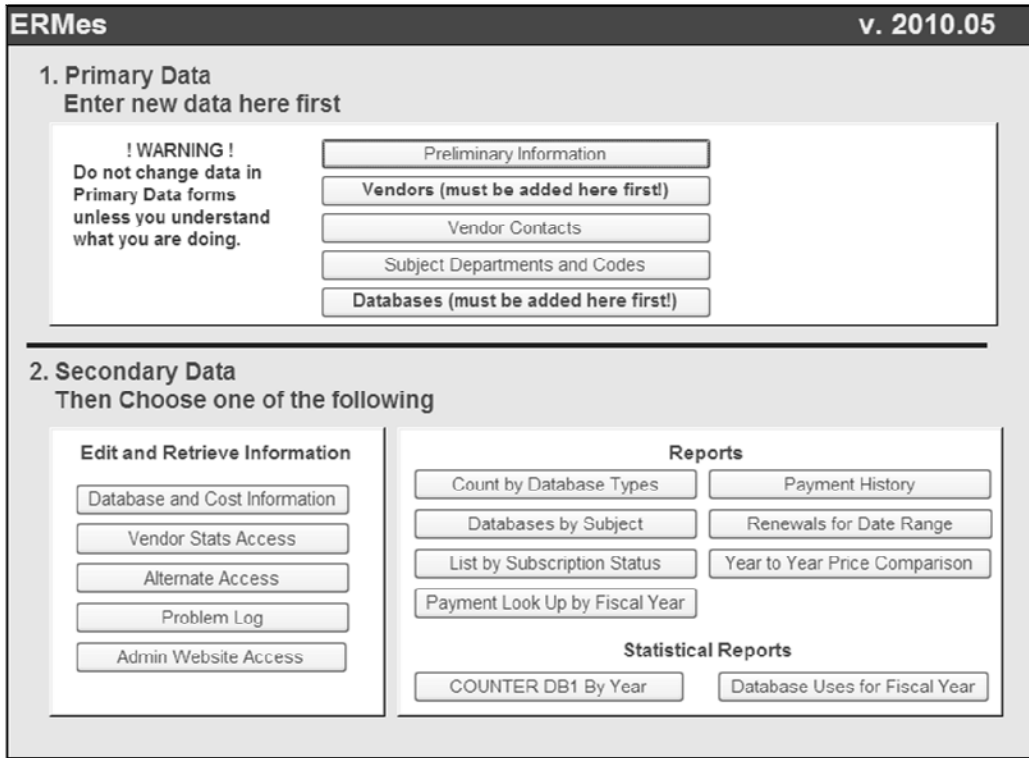 ERMes v. 2010.05
1. Primary Data
Enter new data here first
! WARNING !
Do not change data in
Primary Data forms
unless you understand
what you are doing.
Preliminary Information
Vendors (must be added here first!)
Vendor Contacts
Subject Departments and Codes
Databases (must be added here first!)
2. Secondary Data
Then Choose one of the following
Edit and Retrieve Information
Database and Cost Information
Vendor Stats Access
Alternate Access
Problem Log
Admin Website Access
Reports
Count by Database Types
Payment History
Databases by Subject
Renewals for Date Range
List by Subscription Status
Year to Year Price Comparison
Payment Look Up by Fiscal Year
Statistical Reports
COUNTER DB1 By Year
Database Uses for Fiscal Year